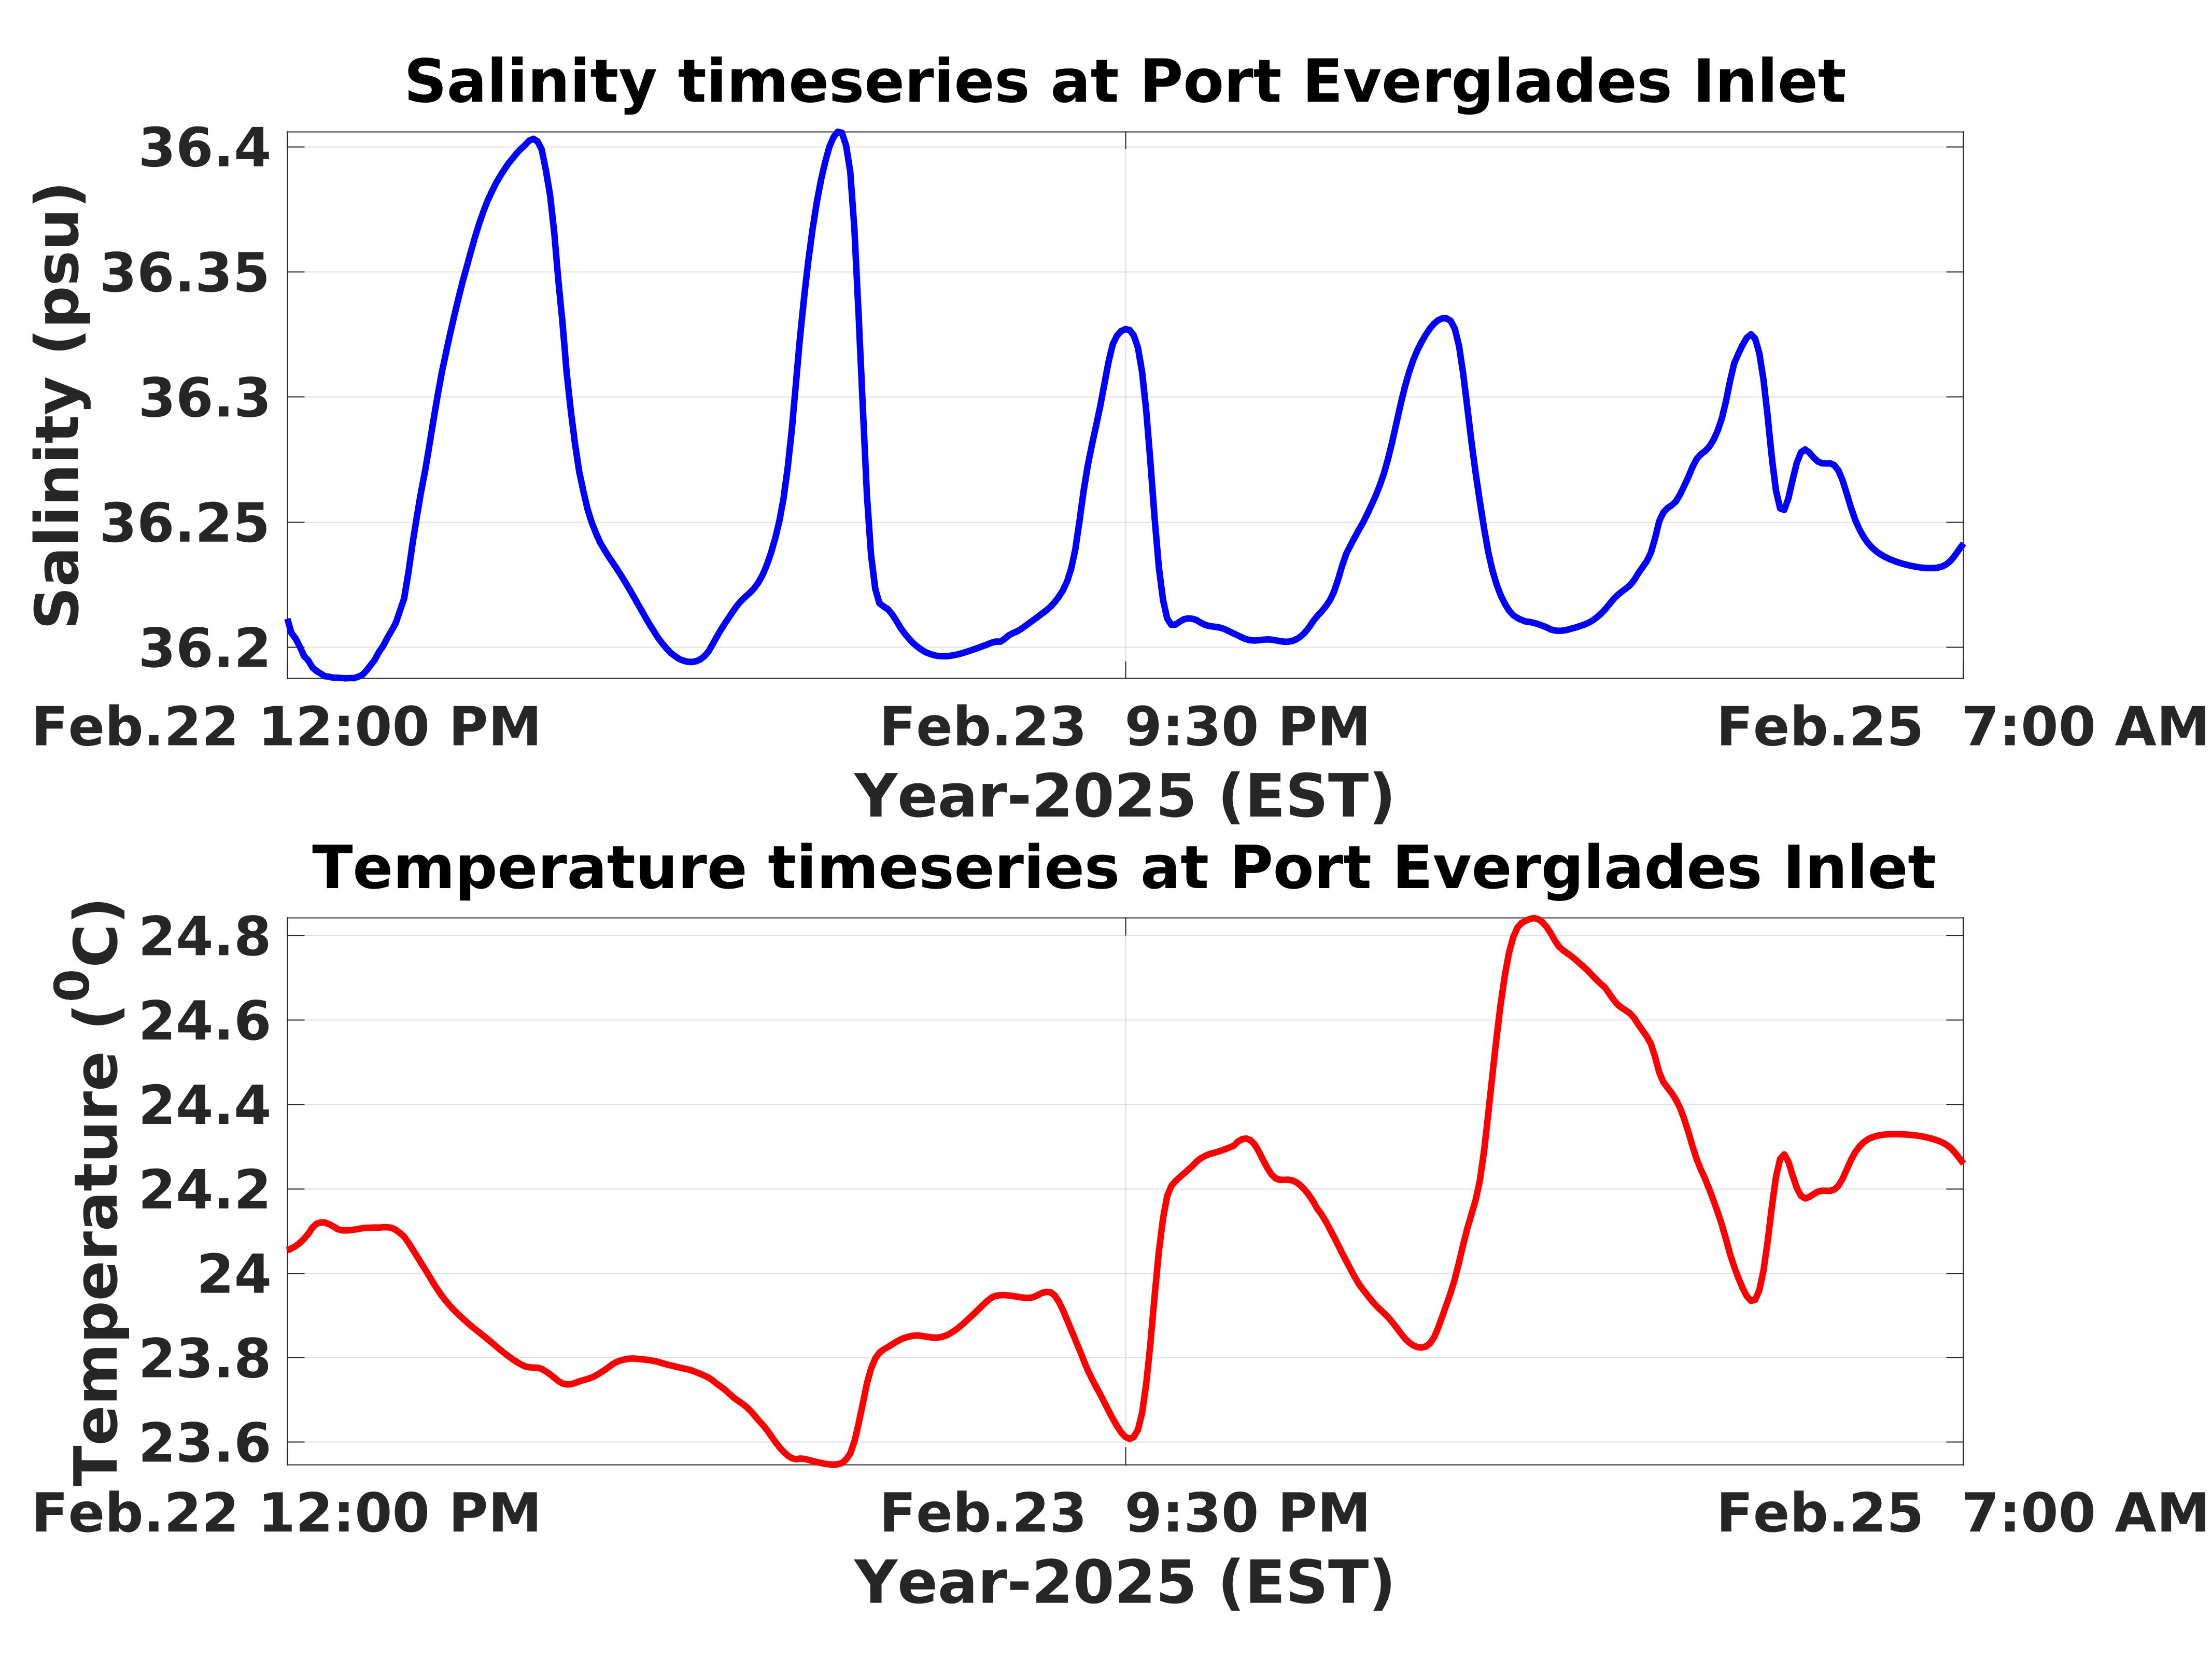 Salinity timeseries at Port Everglades Inlet
Salinity (psu)
36.4
36.35
36.3
36.25
36.2
Feb.22 12:00 PM
Feb.23 9:30 PM
Feb.25 7:00 AM
Year-2025 (EST)
Temperature timeseries at Port Everglades Inlet
Temperature (⁰C)
24.8
24.6
24.4
24.2
24
23.8
23.6
Feb.22 12:00 PM
Feb.23 9:30 PM
Feb.25 7:00 AM
Year-2025 (EST)